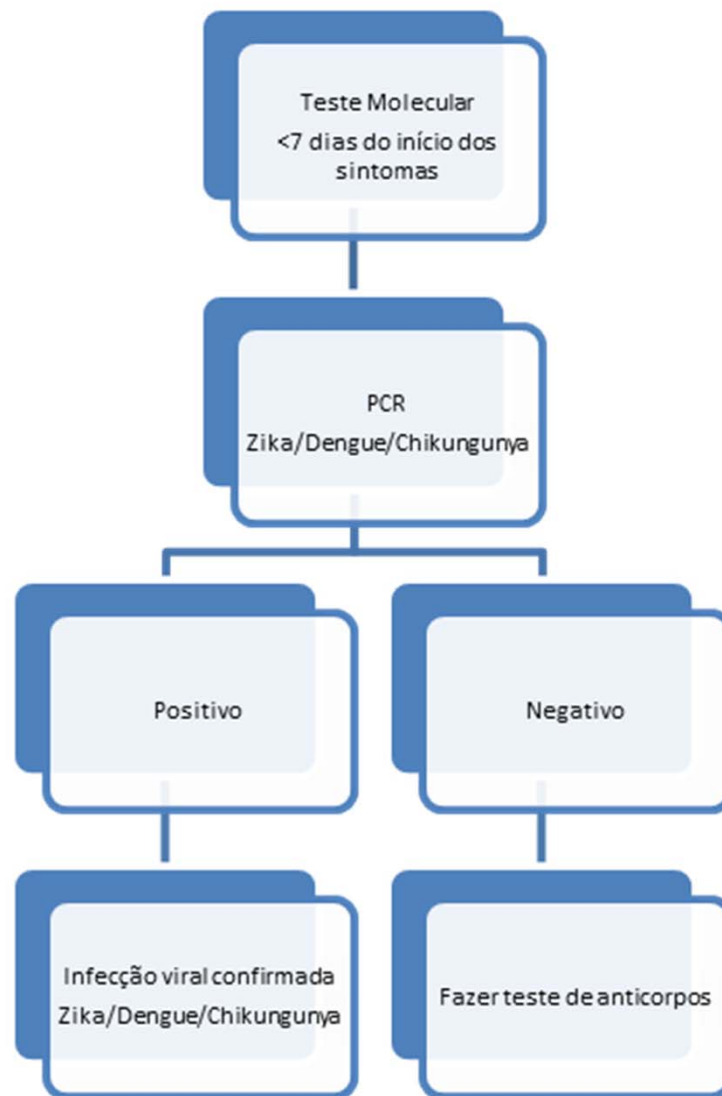 Teste Molecular
<7 dias do início dos
sintomas
PCR
Zika/Dengue/Chikungunya
Positivo
Negativo
Infecção viral confirmada
Zika/Dengue/Chikungunya
Fazer teste de anticorpos